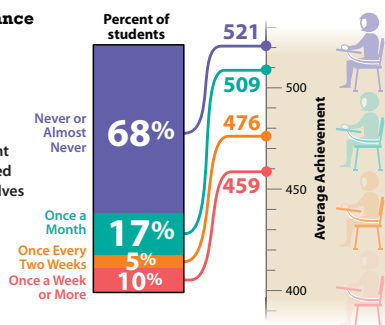 ance
Percent of
students
521
509
476
459
Never or
Almost
Never
68%
nt
ed
lves
Once a
Month
17%
Once Every
Two Weeks
5%
Once a Week
or More
10%
500
450
400
Average Achievement